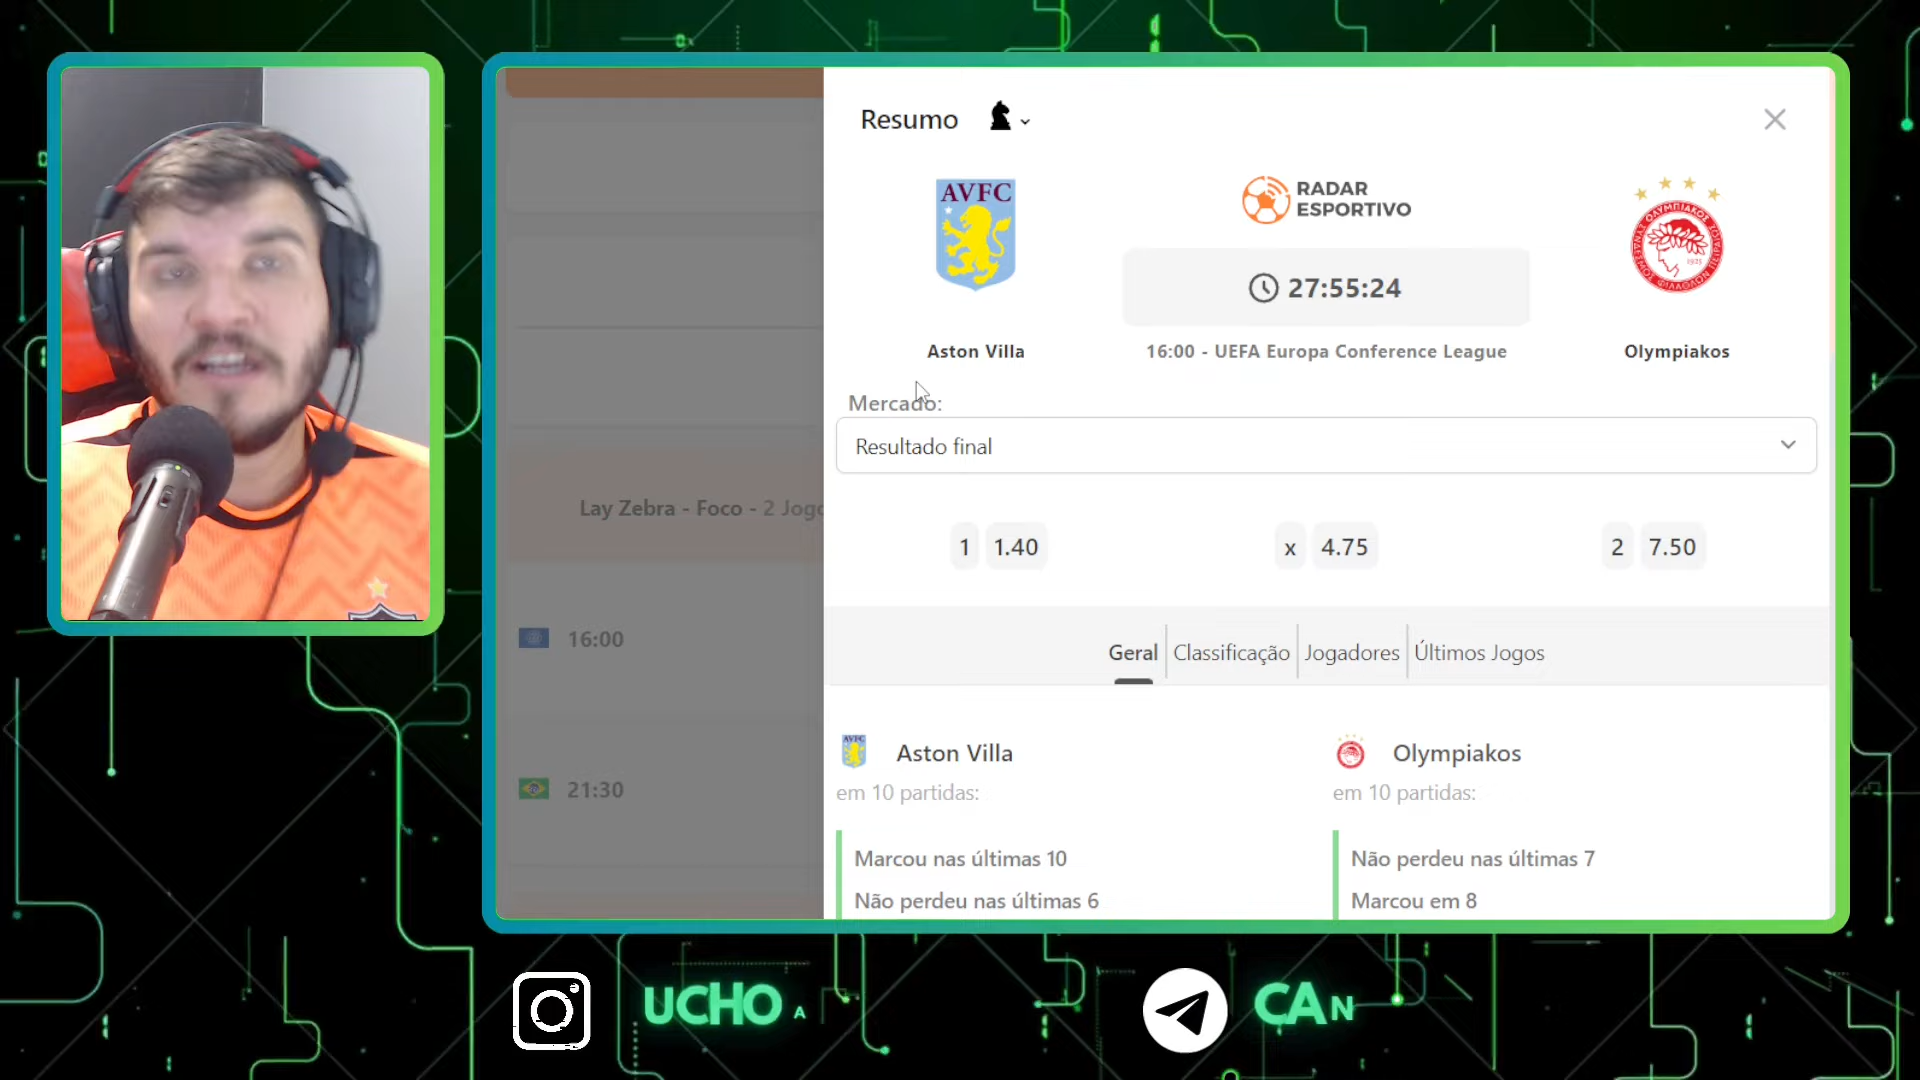 Resumo
AVFC
RADAR
ESPORTIVO
27:55:24
Aston Villa
16:00 - UEFA Europa Conference League
Olympiakos
Mercado:
Resultado final
Lay Zebra - Foco - 2 Jogo
1 1.40
x 4.75
2 7.50
16:00
Geral
Classificação
Jogadores
Últimos Jogos
21:30
Aston Villa
Olympiakos
em 10 partidas:
em 10 partidas:
Marcou nas últimas 10
Não perdeu nas últimas 7
Não perdeu nas últimas 6
Marcou em 8
UCHO A
CAN